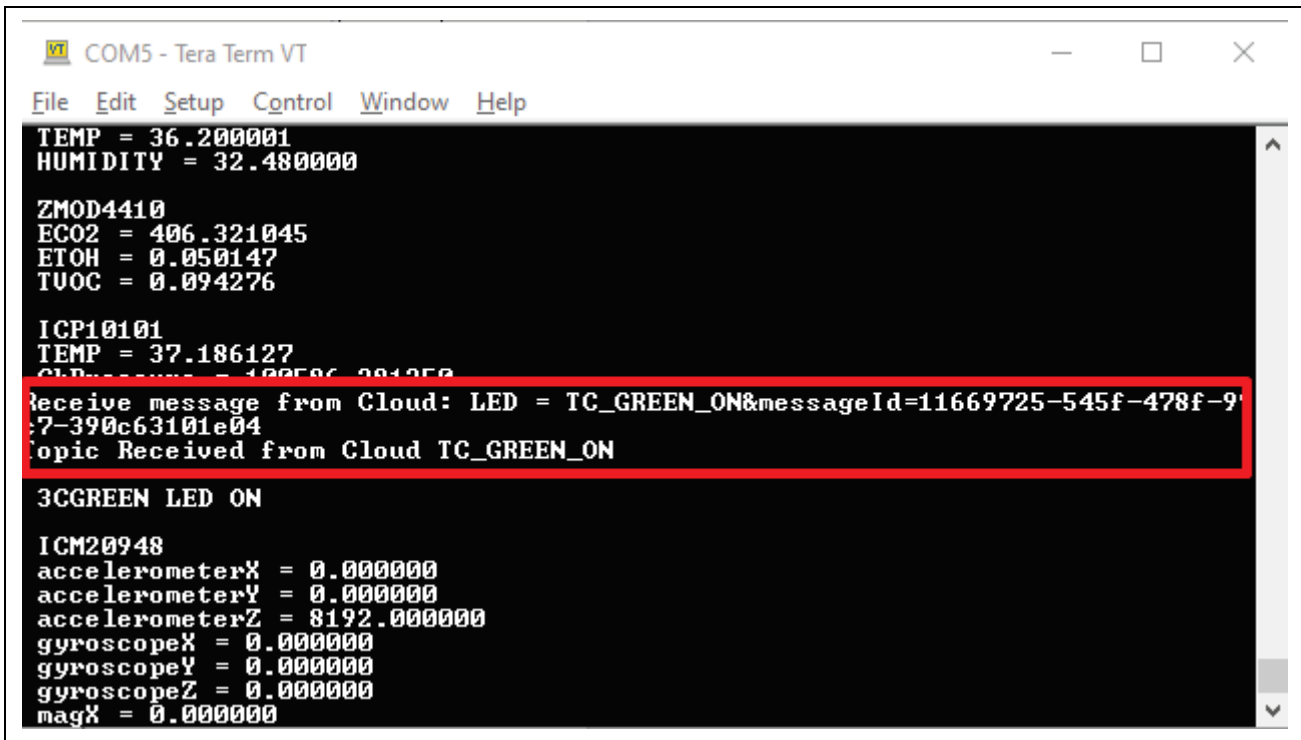 COM5 - Tera Term VT
File Edit Setup Control Window Help
TEMP = 36.200001
HUMIDITY = 32.480000
ZMOD4410
ECO2 = 406.321045
ETOH = 0.050147
TVOC = 0.094276
ICP10101
TEMP = 37.186127
Receive message from Cloud: LED = TC_GREEN_ON&messageId=11669725-545f-478f-9
:7-390c63101e04
opic Received from Cloud TC_GREEN_ON
3CGREEN LED ON
ICM20948
accelerometerX = 0.000000
accelerometerY = 0.000000
accelerometerZ = 8192.000000
gyroscopeX = 0.000000
gyroscopeY = 0.000000
gyroscopeZ = 0.000000
magX = 0.000000